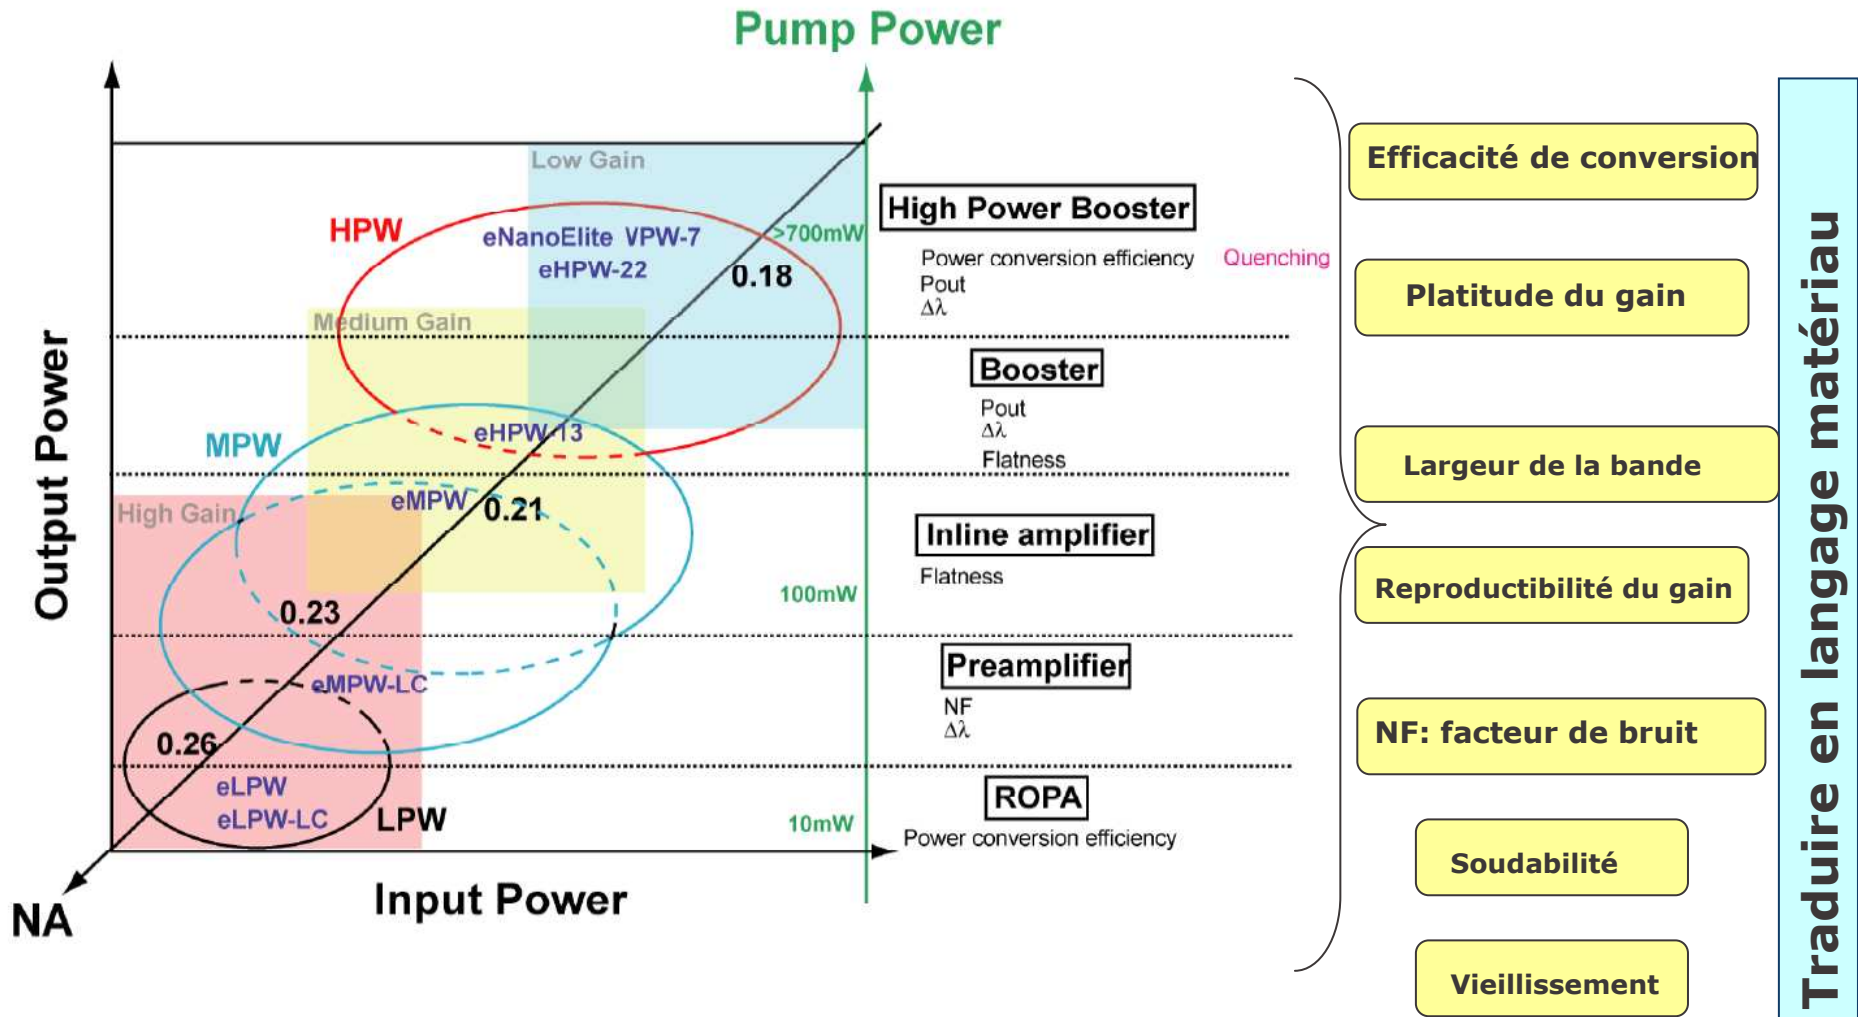 Pump Power
Output Power
Low Gain
HPW
eNanoElite VPW-7
eHPW-22
>700mW
0.18
Medium Gain
MPW
eHPW-13
High Gain
eMPW
0.21
0.23
100mW
eMPW-LC
0.26
eLPW
eLPW-LC
LPW
10mW
Input Power
NA
High Power Booster
Power conversion efficiency
Quenching
Pout
Δλ
Booster
Pout
Δλ
Flatness
Inline amplifier
Flatness
Preamplifier
NF
Δλ
ROPA
Power conversion efficiency
Efficacité de conversion
Platitude du gain
Largeur de la bande
Reproductibilité du gain
NF: facteur de bruit
Soudabilité
Vieillissement
Traduire en langage matériau